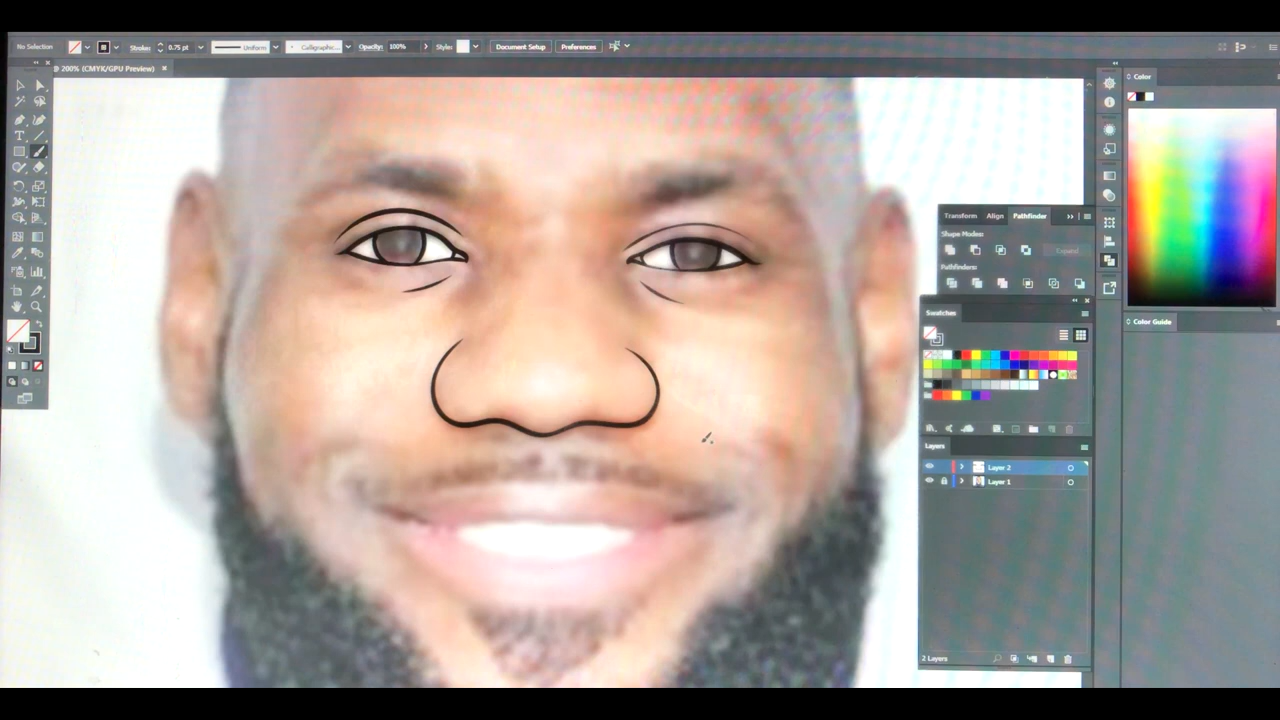 No Selection Stroke: 0.75 pt Uniform Calligraphic... Opacity: 100% Style: Document Setup Preferences
@ 200% (CMYK/GPU Preview) ×
Color
Transform Align Pathfinder
Shape Modes:
Expand
Pathfinders:
Swatches
Color Guide
Layers
Layer 2
Layer 1
2 Layers